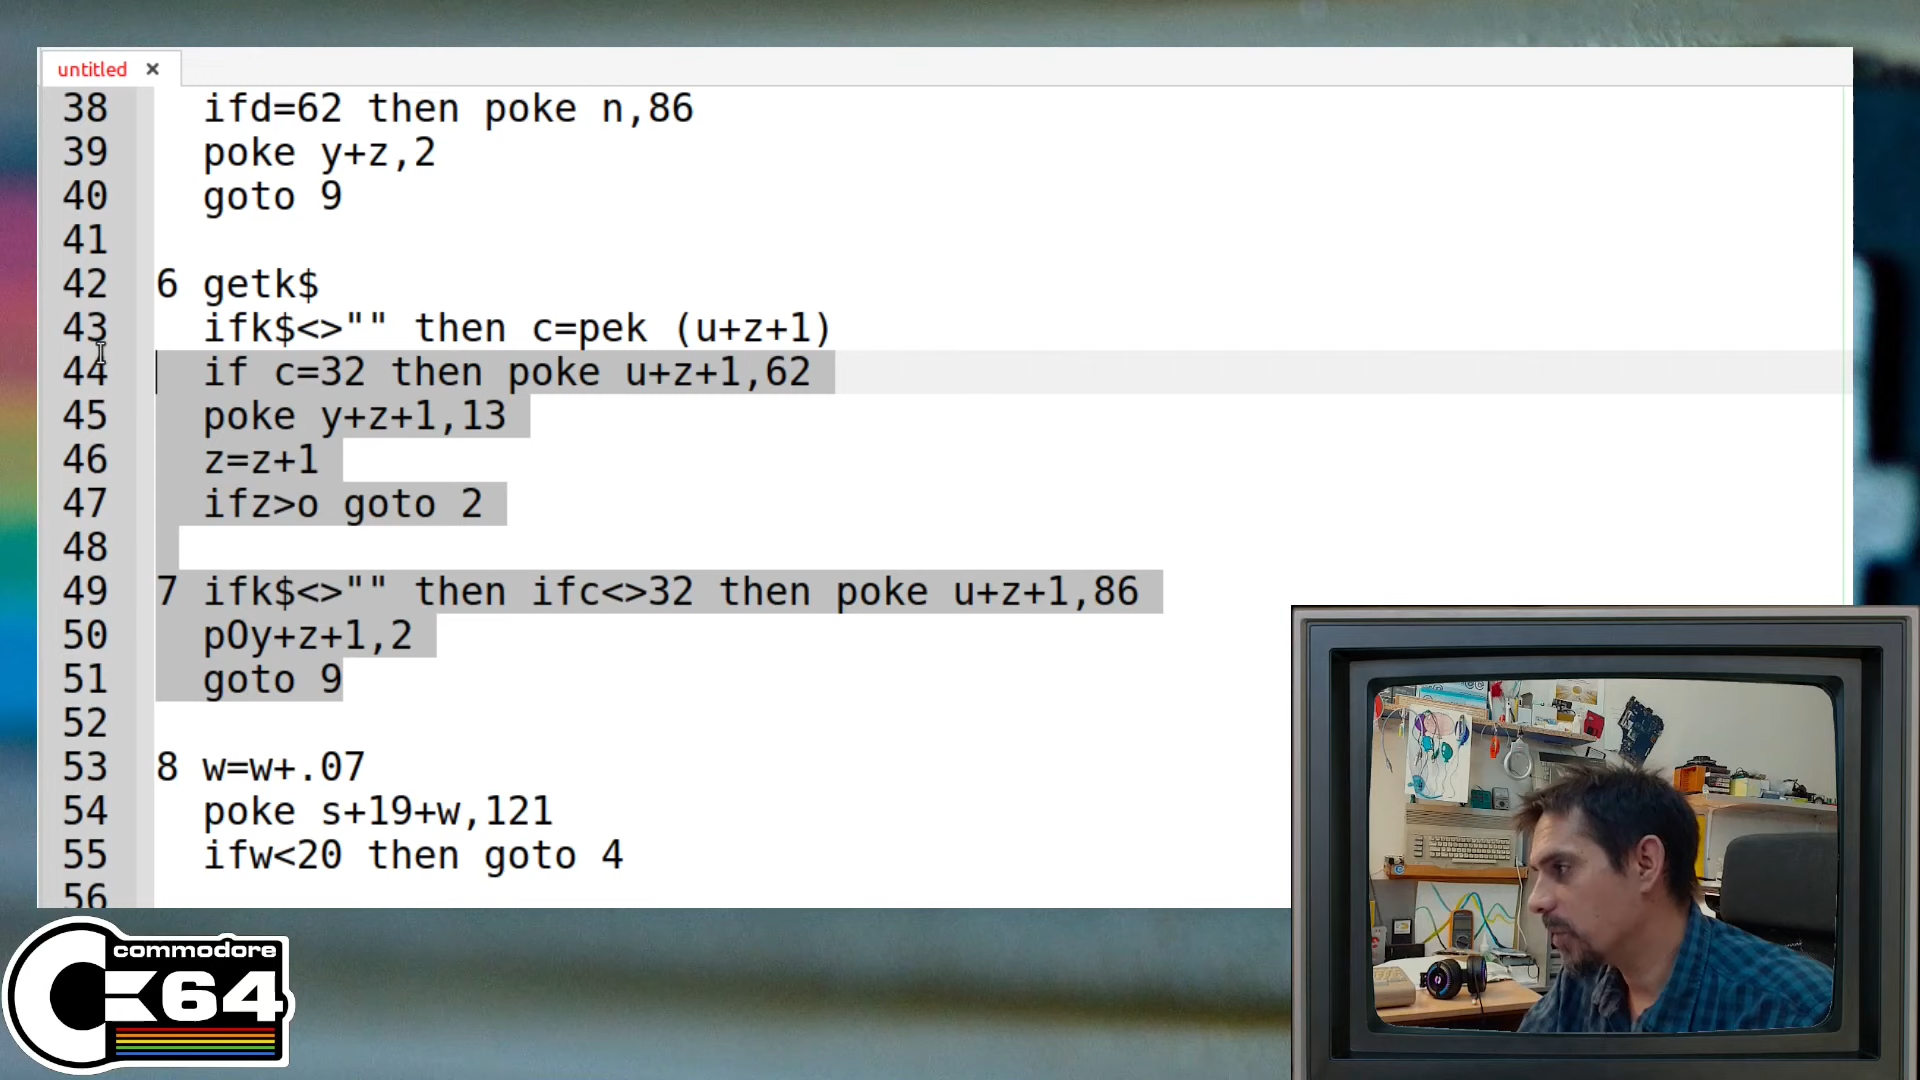 untitled ×
38 ifd=62 then poke n,86
39 poke y+z,2
40 goto 9
41
42 6 getk$
43 ifk$<>"" then c=pek (u+z+1)
44 if c=32 then poke u+z+1,62
45 poke y+z+1,13
46 z=z+1
47 ifz>o goto 2
48
49 7 ifk$<>"" then ifc<>32 then poke u+z+1,86
50 pOy+z+1,2
51 goto 9
52
53 8 w=w+.07
54 poke s+19+w,121
55 ifw<20 then goto 4
56
commodore
64